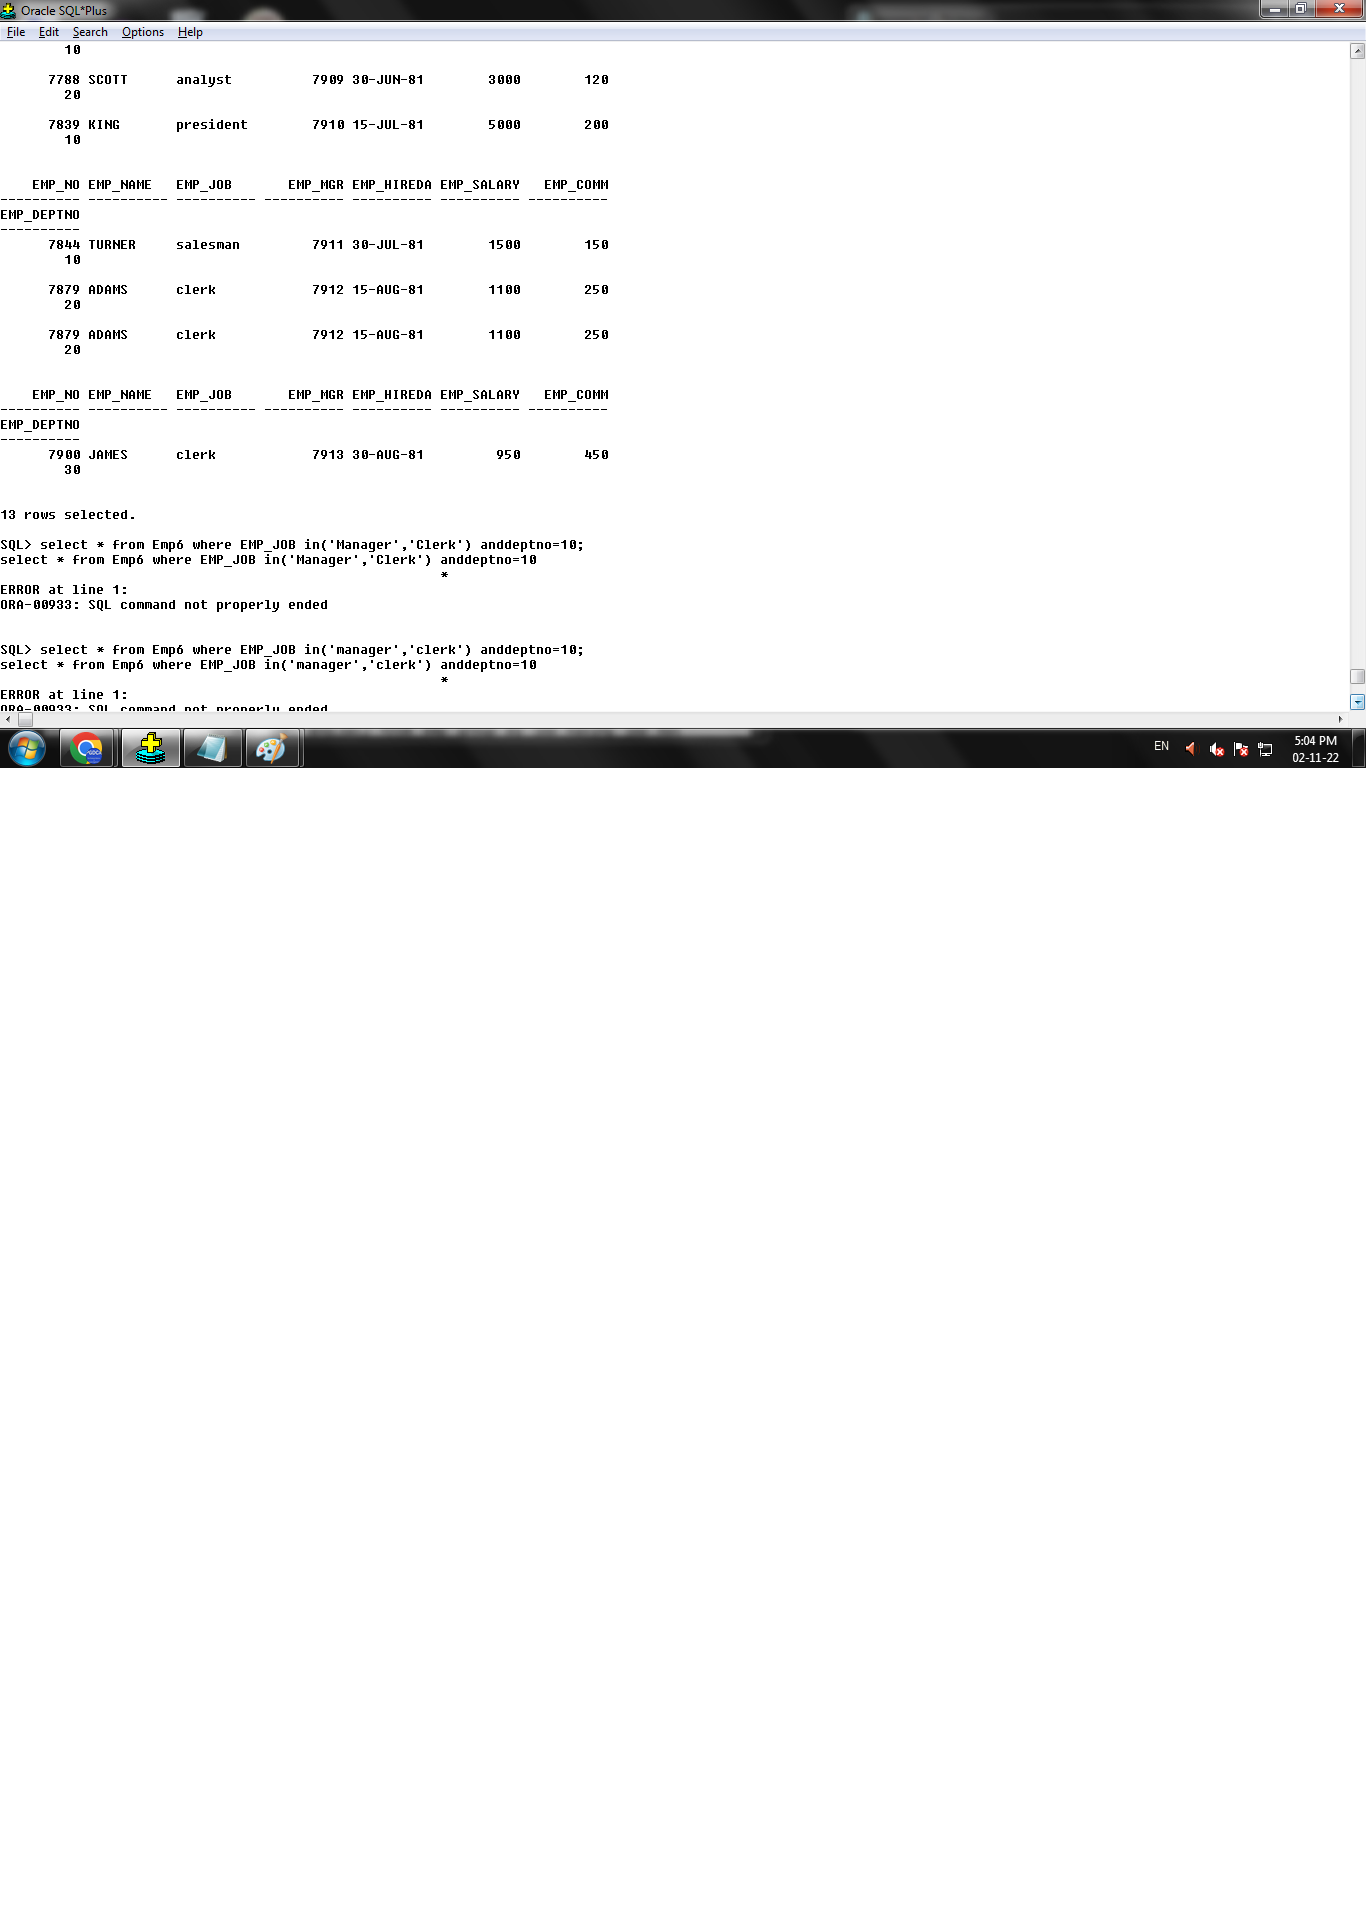 Oracle SQL*Plus
File Edit Search Options Help
10
7788 SCOTT analyst 7909 30-JUN-81 3000 120
20
7839 KING president 7910 15-JUL-81 5000 200
10
EMP_NO EMP_NAME EMP_JOB EMP_MGR EMP_HIREDA EMP_SALARY EMP_COMM
---------- ---------- ---------- ---------- ---------- ---------- ----------
EMP_DEPTNO
----------
7844 TURNER salesman 7911 30-JUL-81 1500 150
10
7879 ADAMS clerk 7912 15-AUG-81 1100 250
20
7879 ADAMS clerk 7912 15-AUG-81 1100 250
20
EMP_NO EMP_NAME EMP_JOB EMP_MGR EMP_HIREDA EMP_SALARY EMP_COMM
---------- ---------- ---------- ---------- ---------- ---------- ----------
EMP_DEPTNO
----------
7900 JAMES clerk 7913 30-AUG-81 950 450
30
13 rows selected.
SQL> select * from Emp6 where EMP_JOB in('Manager','Clerk') anddeptno=10;
select * from Emp6 where EMP_JOB in('Manager','Clerk') anddeptno=10
*
ERROR at line 1:
ORA-00933: SQL command not properly ended
SQL> select * from Emp6 where EMP_JOB in('manager','clerk') anddeptno=10;
select * from Emp6 where EMP_JOB in('manager','clerk') anddeptno=10
*
ERROR at line 1:
ORA-00933: SQL command not properly ended
EN
5:04 PM
02-11-22